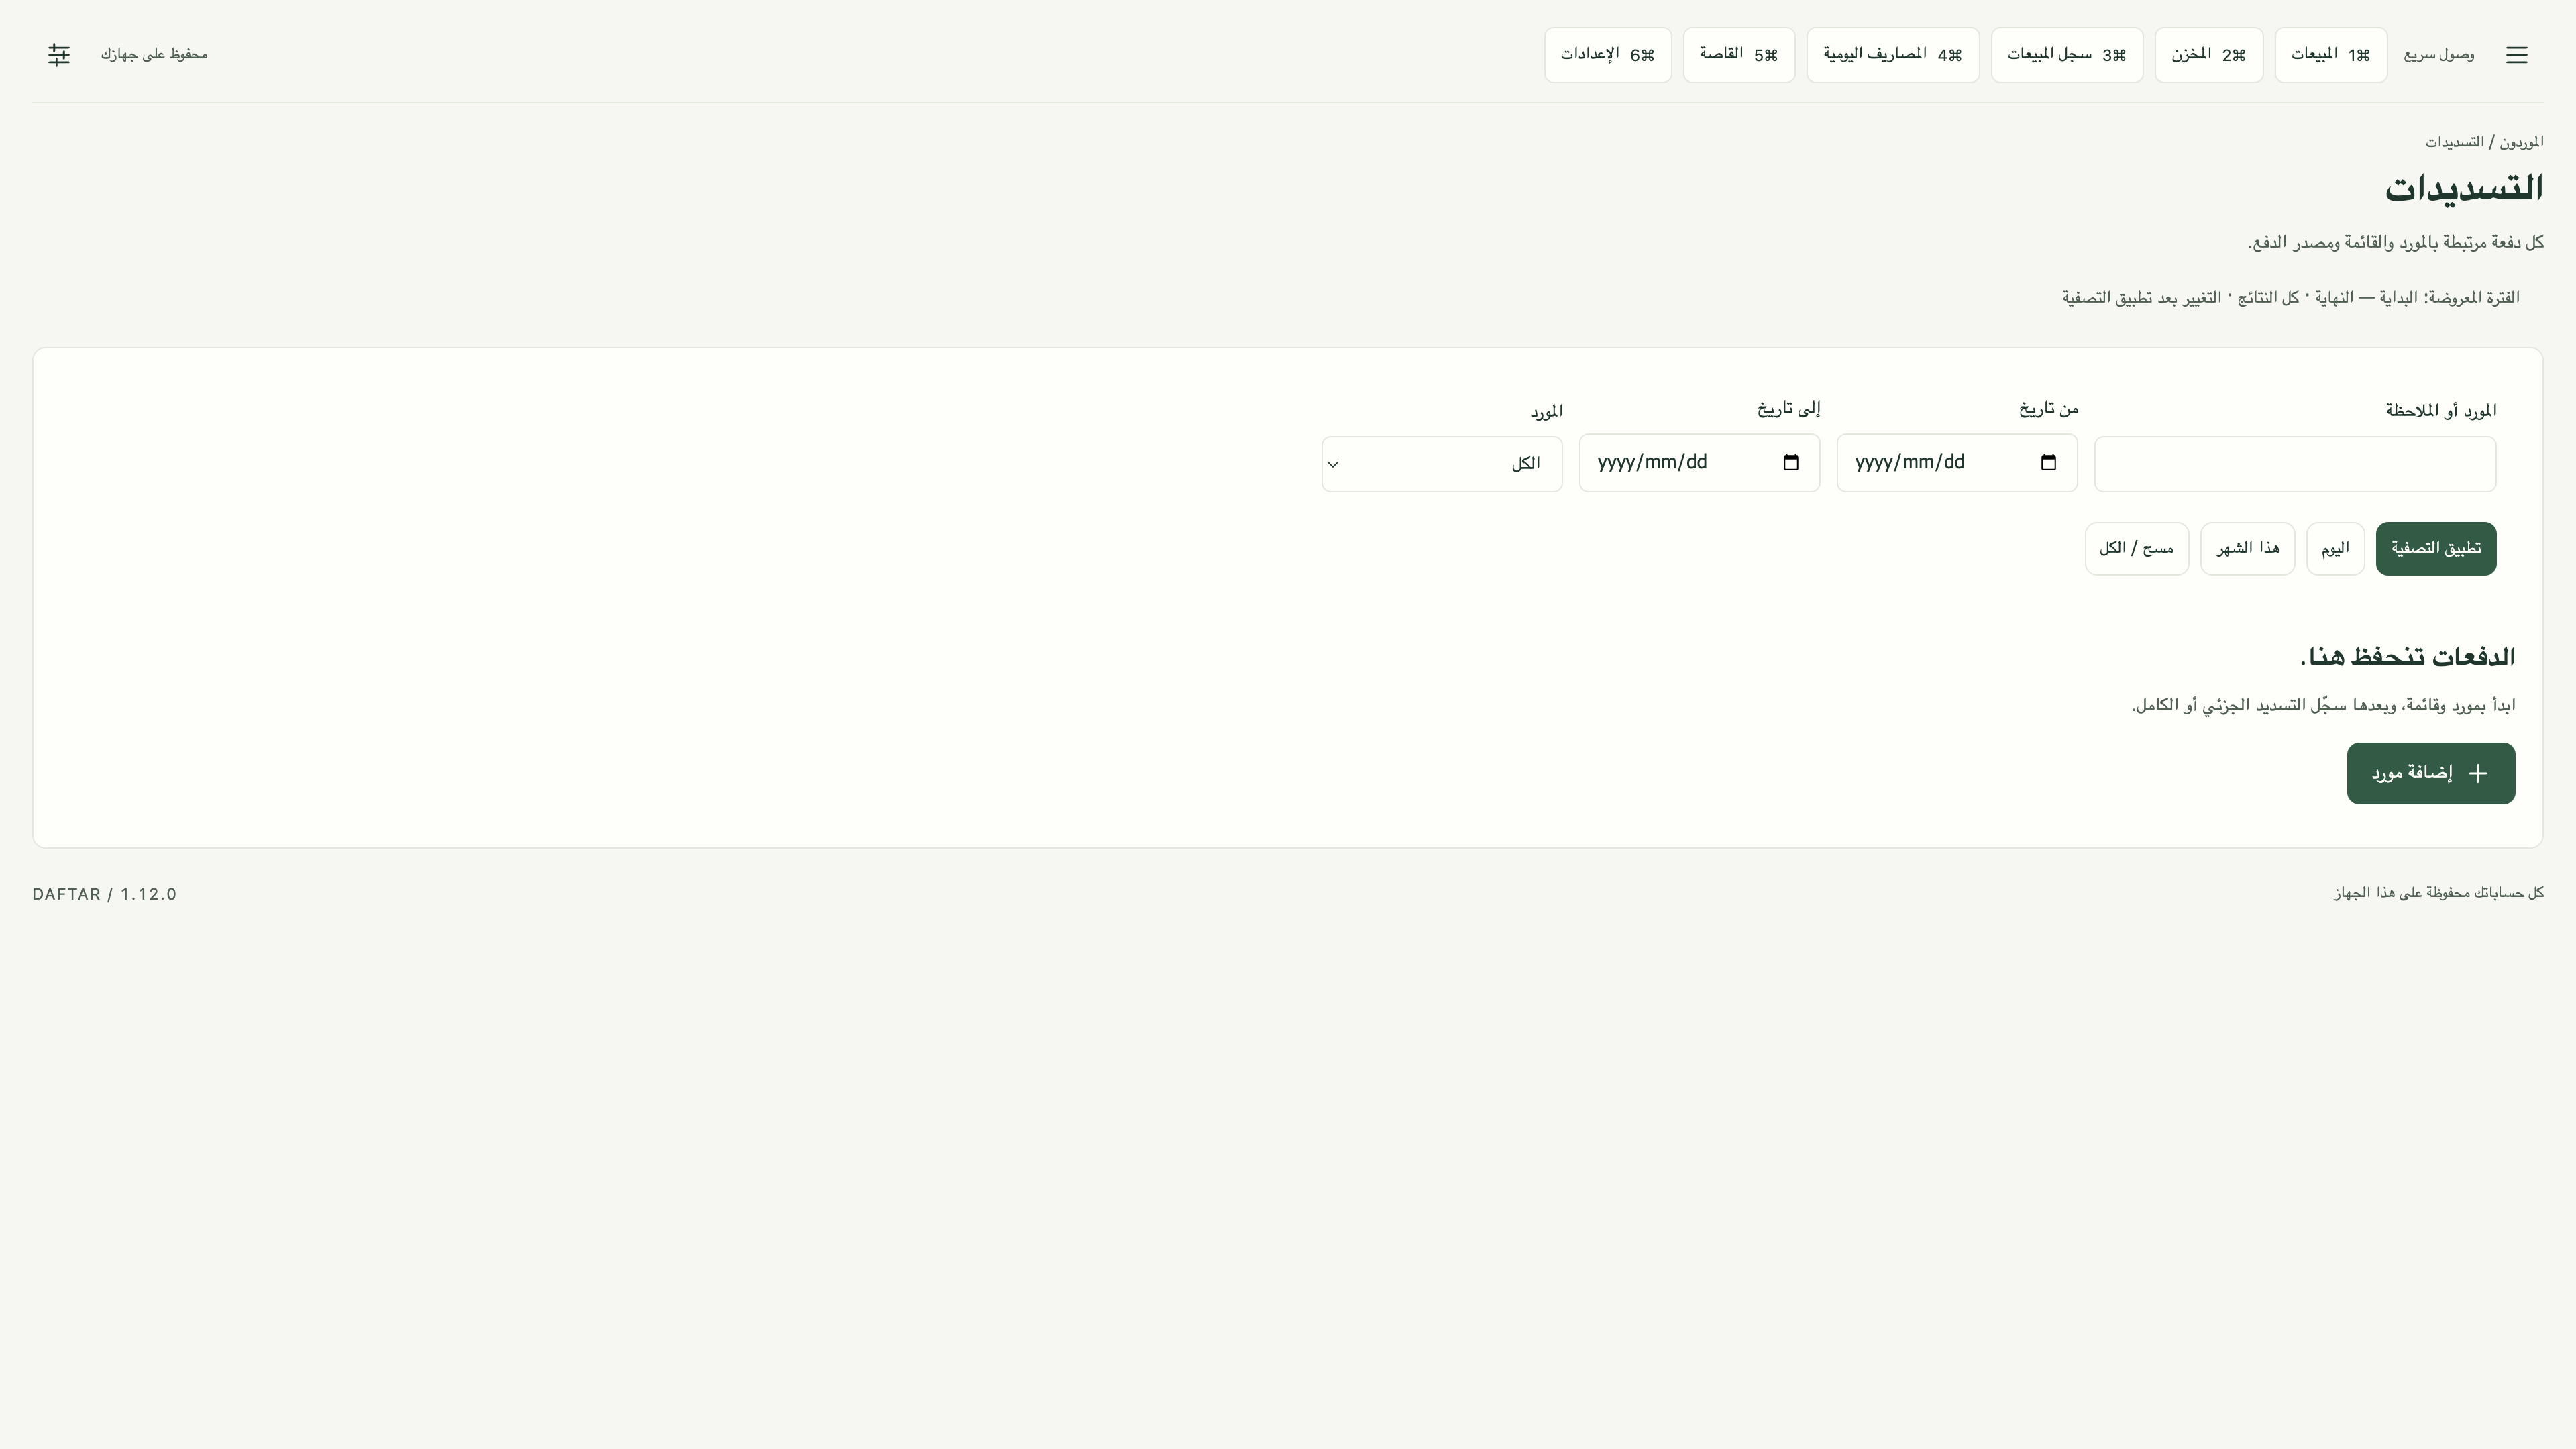 وصول سريع
⌘1 المبيعات
⌘2 المخزن
⌘3 سجل المبيعات
⌘4 المصاريف اليومية
⌘5 القاصة
⌘6 الإعدادات
محفوظ على جهازك
الموردون / التسديدات
التسديدات
كل دفعة مرتبطة بالمورد والقائمة ومصدر الدفع.
الفترة المعروضة: البداية — النهاية · كل النتائج · التغيير بعد تطبيق التصفية
المورد أو الملاحظة
من تاريخ
إلى تاريخ
المورد
yyyy/mm/dd
yyyy/mm/dd
الكل
تطبيق التصفية
اليوم
هذا الشهر
مسح / الكل
الدفعات تنحفظ هنا.
ابدأ بمورد وقائمة، وبعدها سجّل التسديد الجزئي أو الكامل.
إضافة مورد
كل حساباتك محفوظة على هذا الجهاز
DAFTAR / 1.12.0